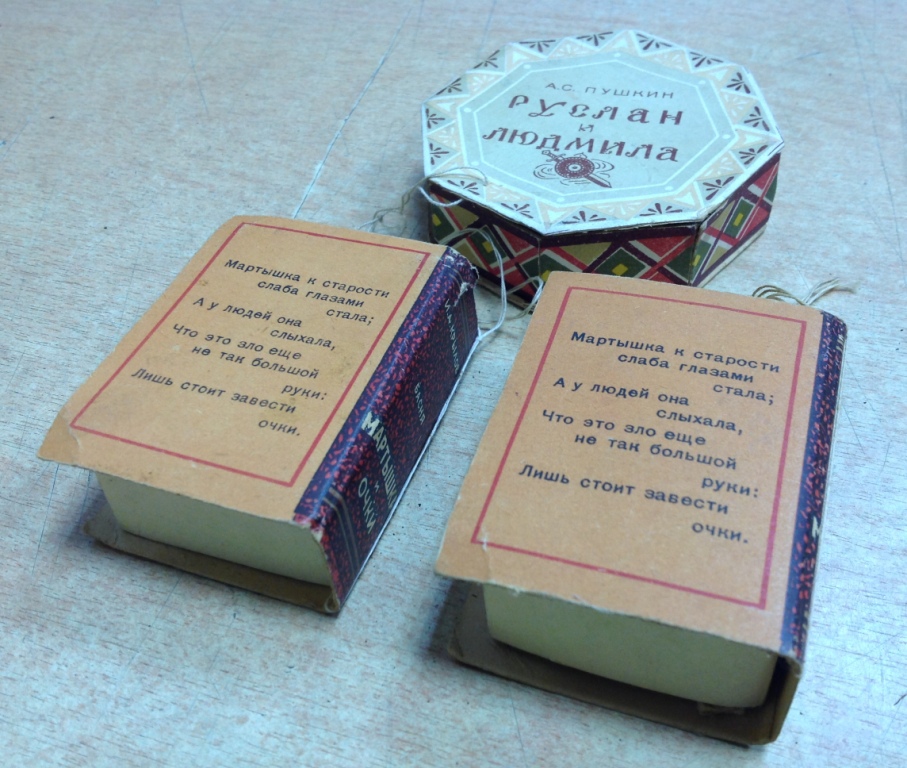 А.С. ПУШКИН
РУСЛАН
И
ЛЮДМИЛА
Мартышка к старости
слаба глазами
стала;
А у людей она
слыхала,
Что это зло еще
не так большой
руки:
Лишь стоит завести
очки.
МАРТЫШКА
ОЧКИ
Мартышка к старости
слаба глазами
стала;
А у людей она
слыхала,
Что это зло еще
не так большой
руки:
Лишь стоит завести
очки.